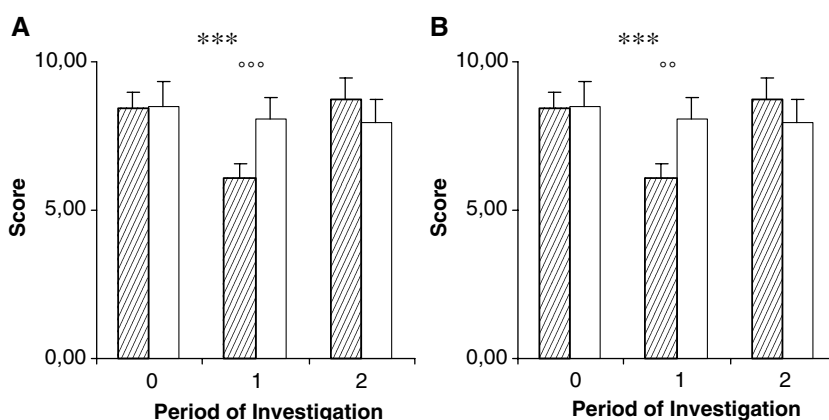 A
***
°°°
10,00
5,00
0,00
Score
0
1
2
Period of Investigation
B
***
°°
10,00
5,00
0,00
Score
0
1
2
Period of Investigation